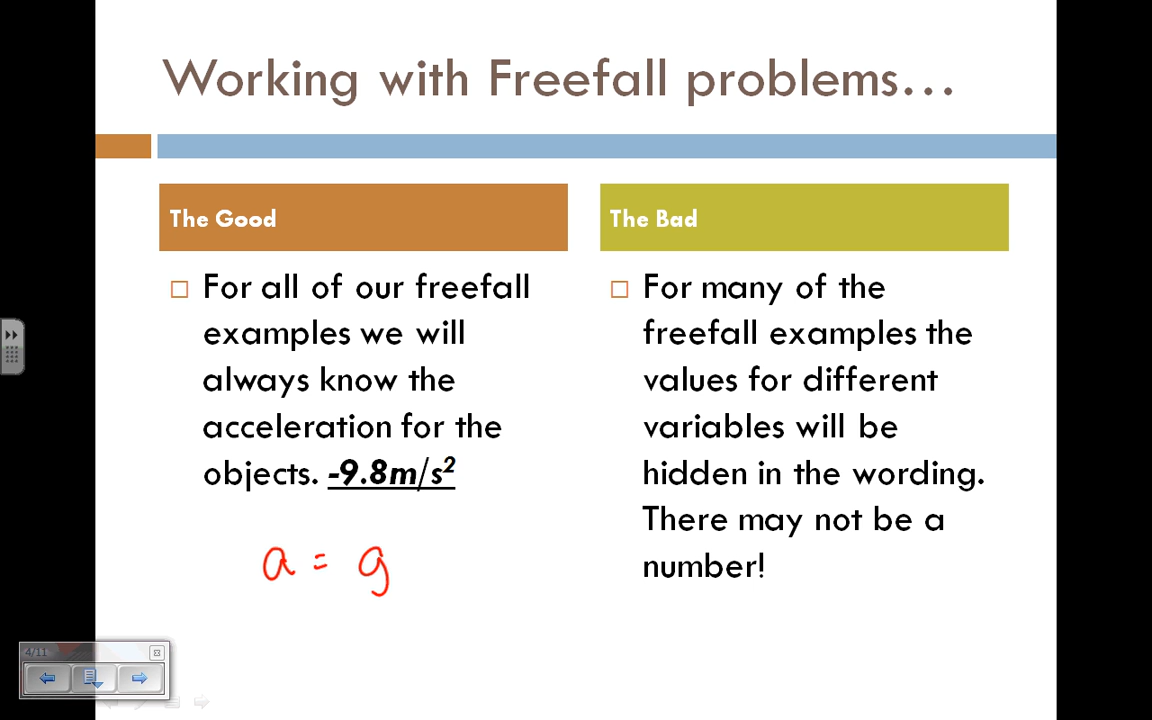 Working with Freefall problems…
The Good
For all of our freefall
examples we will
always know the
acceleration for the
objects. -9.8m/s²
a = g
The Bad
For many of the
freefall examples the
values for different
variables will be
hidden in the wording.
There may not be a
number!
4/11